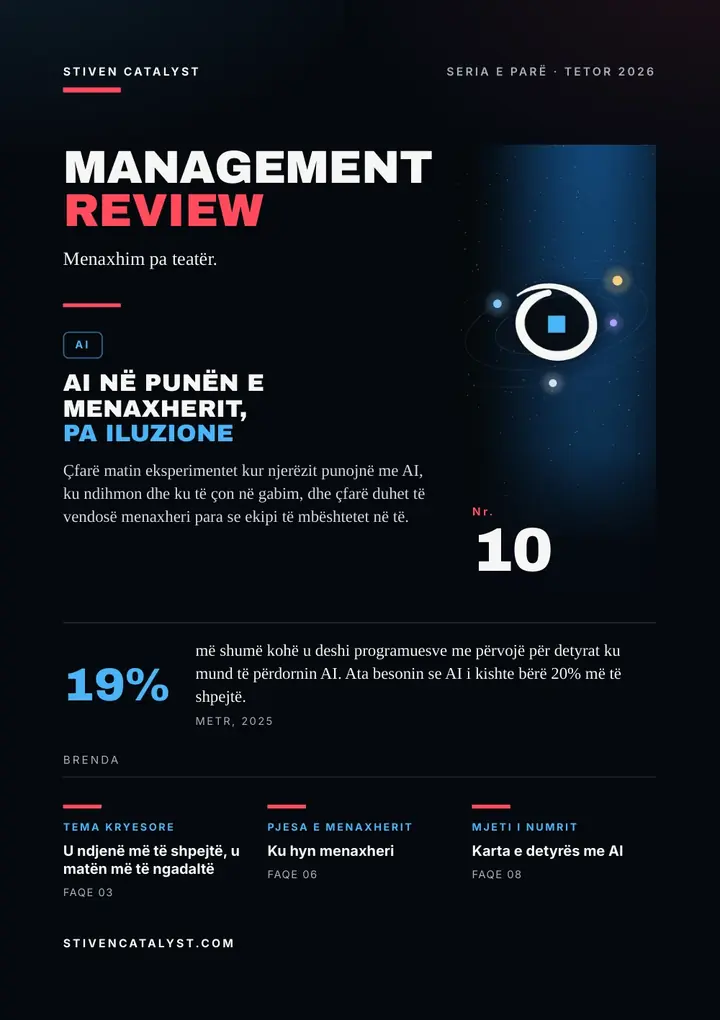 STIVEN CATALYST
SERIA E PARË · TETOR 2026
MANAGEMENT
REVIEW
Menaxhim pa teatër.
AI
AI NË PUNËN E
MENAXHERIT,
PA ILUZIONE
Çfarë matin eksperimentet kur njerëzit punojnë me AI,
ku ndihmon dhe ku të çon në gabim, dhe çfarë duhet të
vendosë menaxheri para se ekipi të mbështetet në të.
Nr.
10
19%
më shumë kohë u deshi programuesve me përvojë për detyrat ku
mund të përdornin AI. Ata besonin se AI i kishte bërë 20% më të
shpejtë.
METR, 2025
BRENDA
TEMA KRYESORE
U ndjenë më të shpejtë, u
matën më të ngadaltë
FAQE 03
PJESA E MENAXHERIT
Ku hyn menaxheri
FAQE 06
MJETI I NUMRIT
Karta e detyrës me AI
FAQE 08
STIVENCATALYST.COM